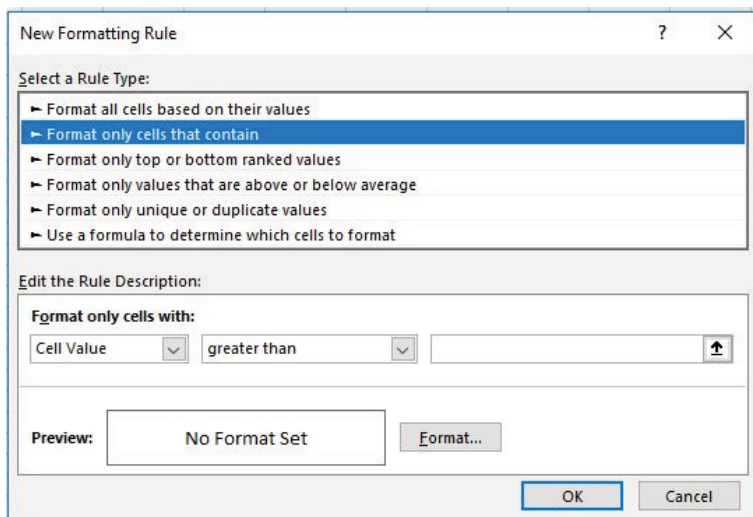 New Formatting Rule ?
Select a Rule Type:
► Format all cells based on their values
► Format only cells that contain
► Format only top or bottom ranked values
► Format only values that are above or below average
► Format only unique or duplicate values
► Use a formula to determine which cells to format
Edit the Rule Description:
Format only cells with:
Cell Value greater than
Preview: No Format Set Format...
OK Cancel